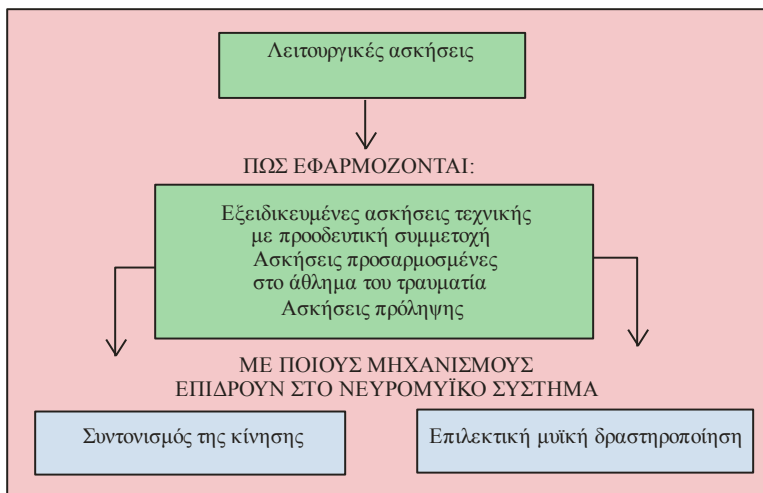 Λειτουργικές ασκήσεις
ΠΩΣ ΕΦΑΡΜΟΖΟΝΤΑΙ:
Εξειδικευμένες ασκήσεις τεχνικής
με προοδευτική συμμετοχή
Ασκήσεις προσαρμοσμένες
στο άθλημα του τραυματία
Ασκήσεις πρόληψης
ΜΕ ΠΟΙΟΥΣ ΜΗΧΑΝΙΣΜΟΥΣ
ΕΠΙΔΡΟΥΝ ΣΤΟ ΝΕΥΡΟΜΥΪΚΟ ΣΥΣΤΗΜΑ
Συντονισμός της κίνησης
Επιλεκτική μυϊκή δραστηροποίηση